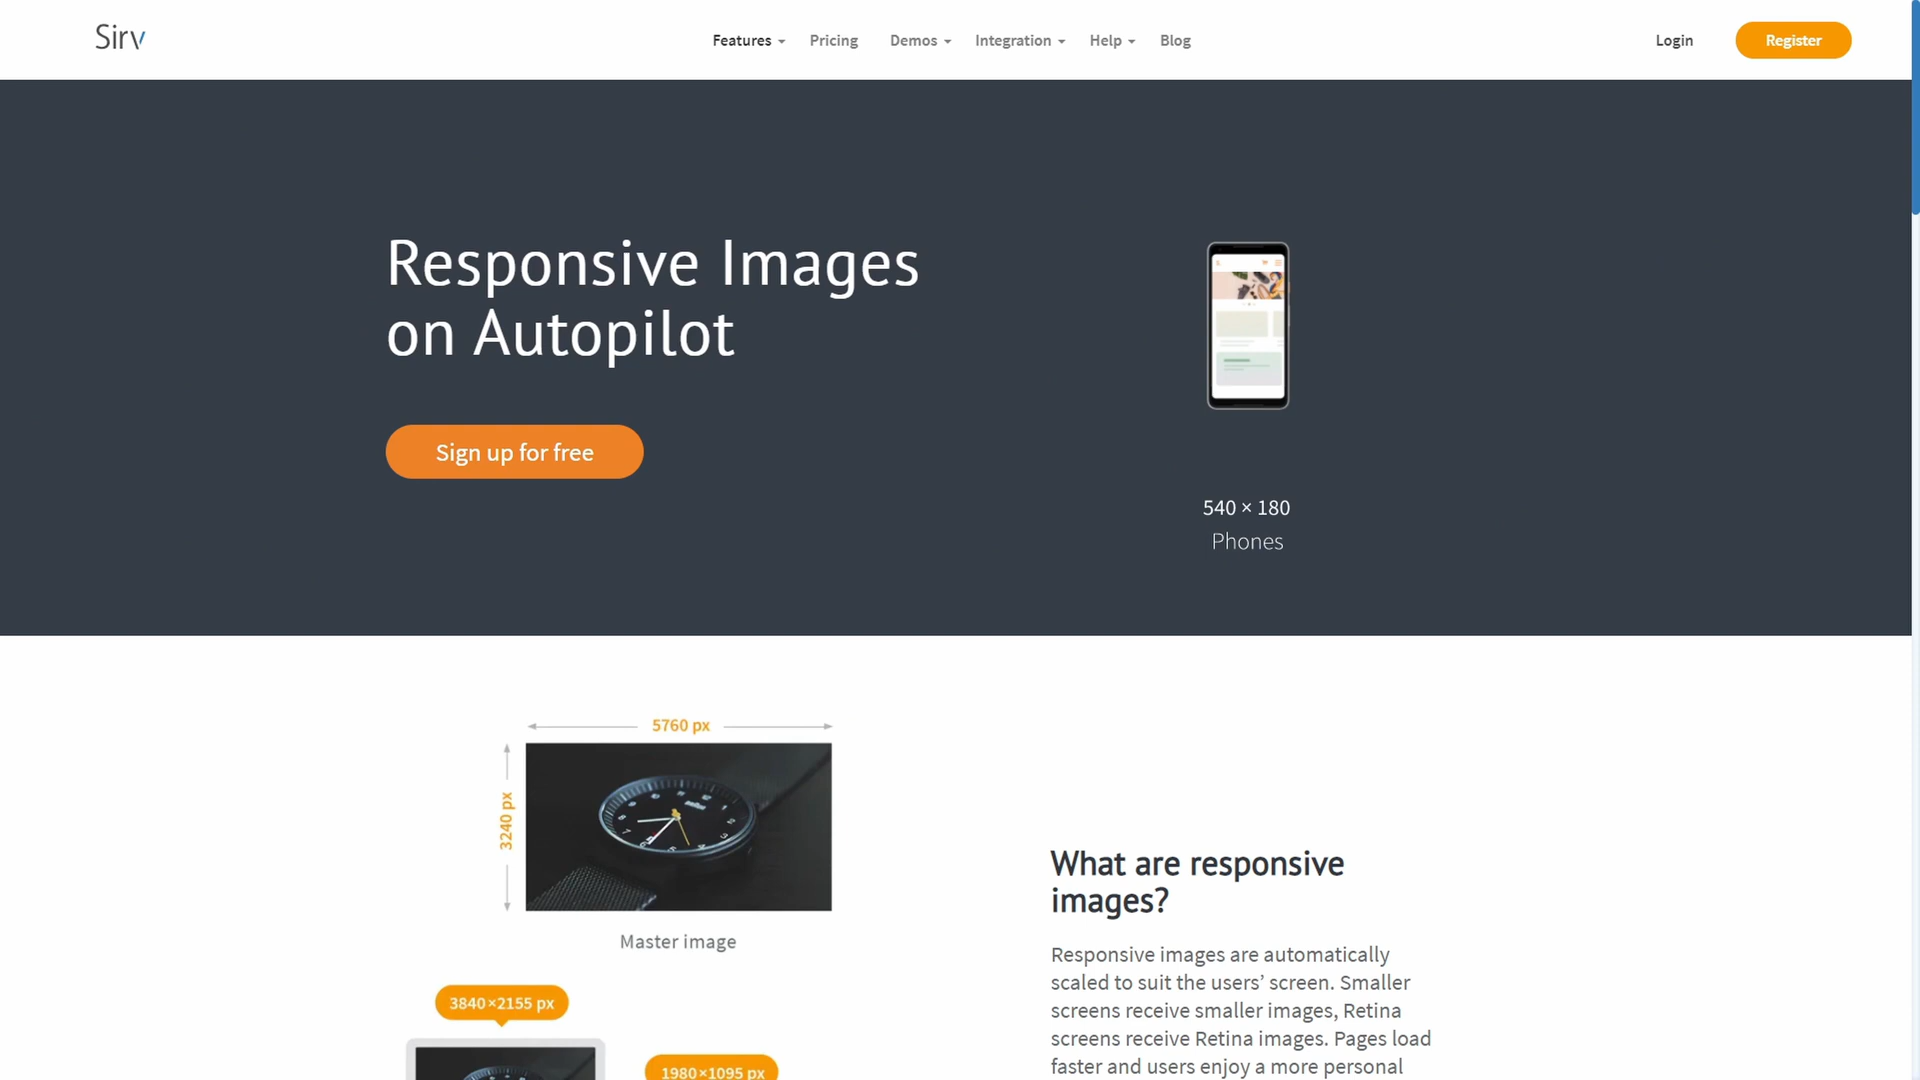 Sirv
Features
Pricing
Demos
Integration
Help
Blog
Login
Register
Responsive Images
on Autopilot
Sign up for free
540 × 180
Phones
5760 px
3240 px
Master image
3840×2155 px
1980×1095 px
What are responsive
images?
Responsive images are automatically
scaled to suit the users’ screen. Smaller
screens receive smaller images, Retina
screens receive Retina images. Pages load
faster and users enjoy a more personal